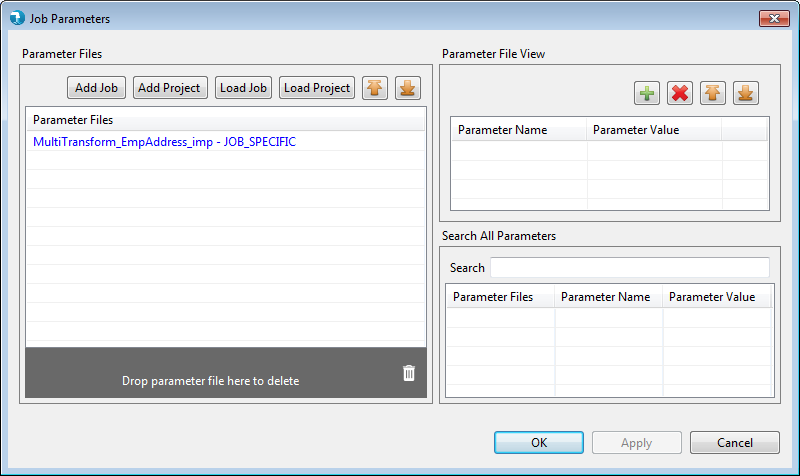 Job Parameters
Parameter Files
Add Job Add Project Load Job Load Project
Parameter Files
MultiTransform_EmpAddress_imp - JOB_SPECIFIC
Drop parameter file here to delete
Parameter File View
Parameter Name Parameter Value
Search All Parameters
Search
Parameter Files Parameter Name Parameter Value
OK Apply Cancel